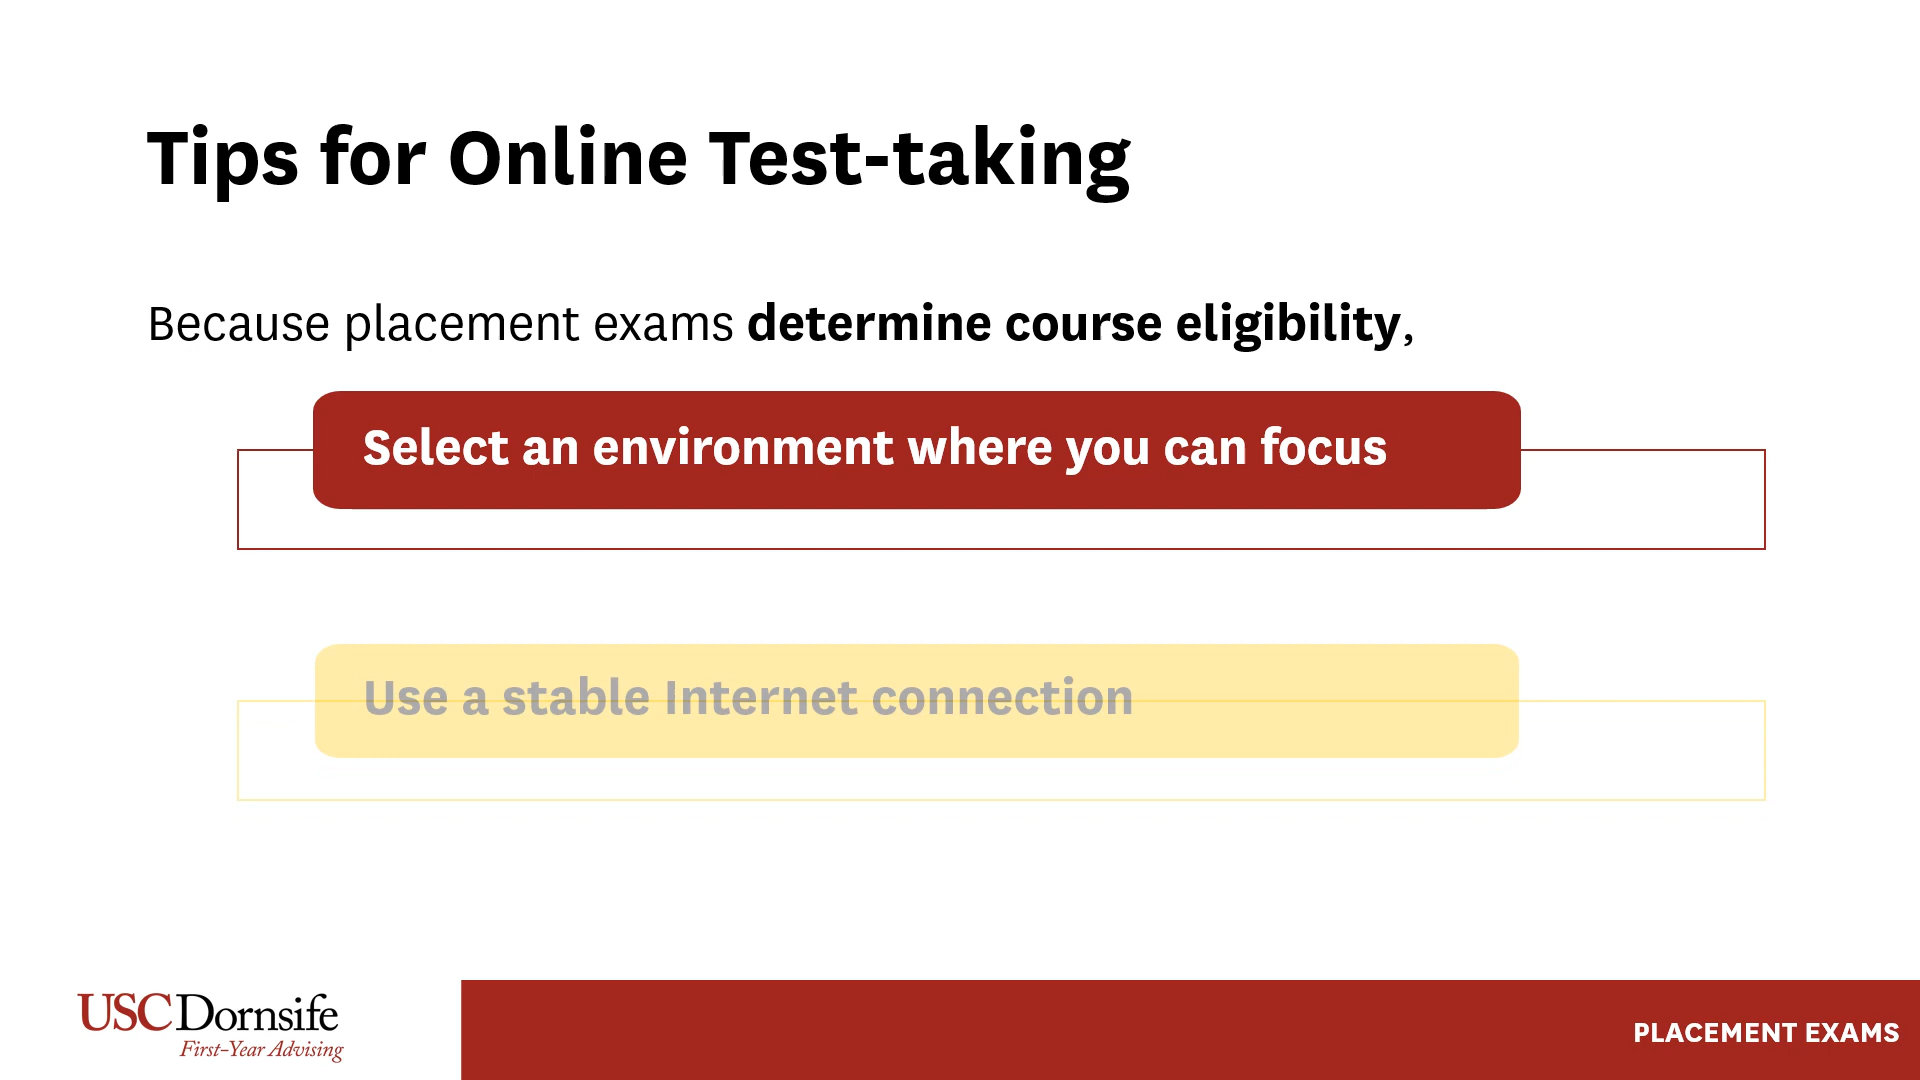 Tips for Online Test-taking
Because placement exams determine course eligibility,
Select an environment where you can focus
Use a stable Internet connection
USC Dornsife
First-Year Advising
PLACEMENT EXAMS